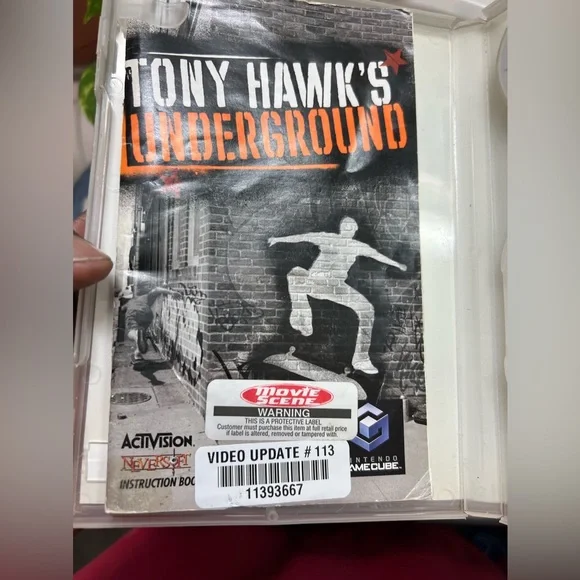 TONY HAWK'S
UNDERGROUND
MOVIE
SCENE
WARNING
THIS IS A PROTECTIVE LABEL
Customer must purchase this item at full retail price
if label is altered, removed or tampered with.
ACTIVISION
NEVERSOFT
INSTRUCTION BOO
VIDEO UPDATE # 113
11393667
NINTENDO
GAMECUBE